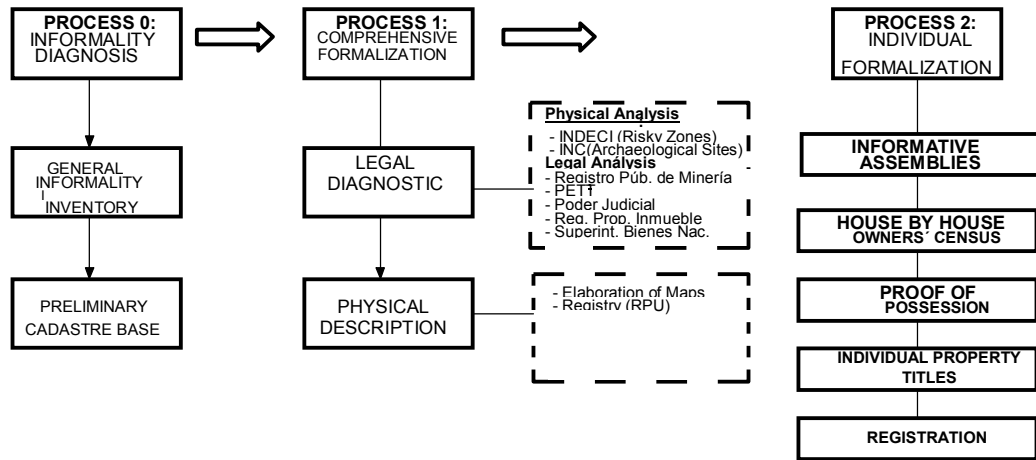 PROCESS 0:
INFORMALITY
DIAGNOSIS
GENERAL
INFORMALITY
INVENTORY
PRELIMINARY
CADASTRE BASE
PROCESS 1:
COMPREHENSIVE
FORMALIZATION
LEGAL
DIAGNOSTIC
PHYSICAL
DESCRIPTION
Physical Analysis
- INDECI (Risky Zones)
- INC(Archaeological Sites)
Legal Análysis
- Registro Púb. de Minería
- PETT
- Poder Judicial
- Reg. Prop. Inmueble
- Superint. Bienes Nac.
- Elaboration of Maps
- Registry (RPU)
PROCESS 2:
INDIVIDUAL
FORMALIZATION
INFORMATIVE
ASSEMBLIES
HOUSE BY HOUSE
OWNERS´ CENSUS
PROOF OF
POSSESSION
INDIVIDUAL PROPERTY
TITLES
REGISTRATION